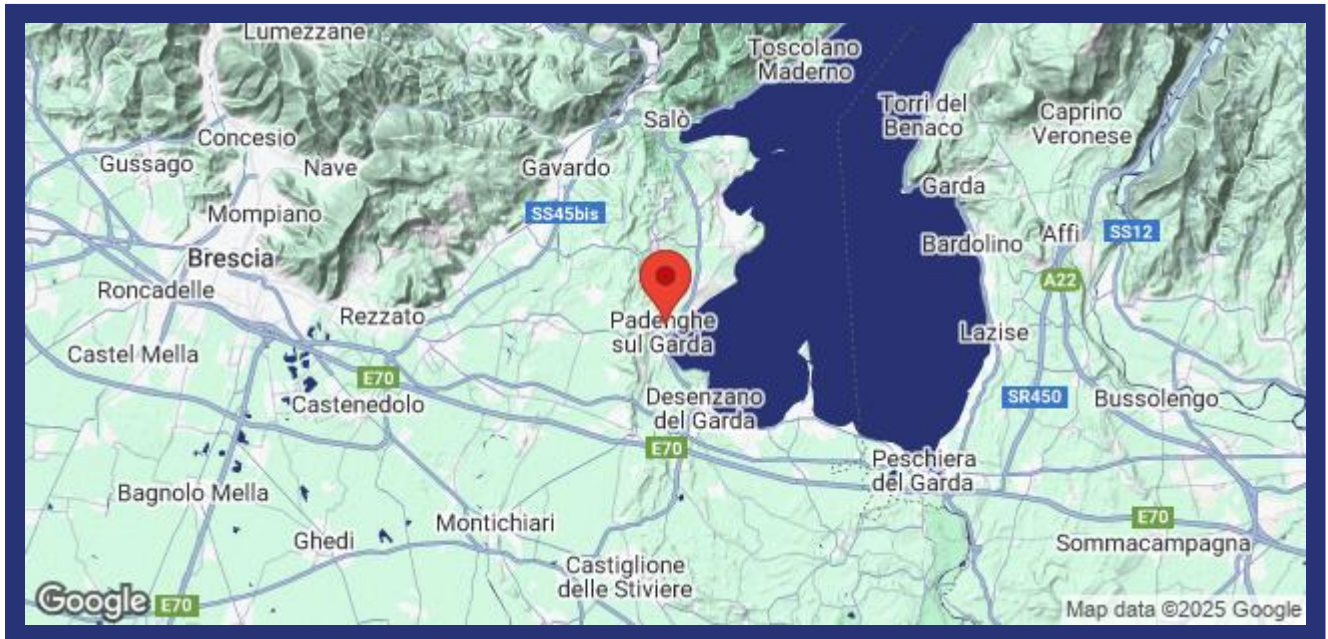 Lumezzane
Toscolano
Maderno
Torri del
Benaco
Caprino
Veronese
Salò
Concesio
Gussago
Nave
Gavardo
Garda
Mompiano
SS45bis
SS12
Bardolino
Affi
Brescia
A22
Roncadelle
Rezzato
Padenghe
sul Garda
Lazise
Castel Mella
E70
Castenedolo
Desenzano
del Garda
SR450
Bussolengo
E70
Peschiera
del Garda
Bagnolo Mella
Montichiari
E70
Ghedi
Sommacampagna
Castiglione
delle Stiviere
Google
E70
Map data ©2025 Google